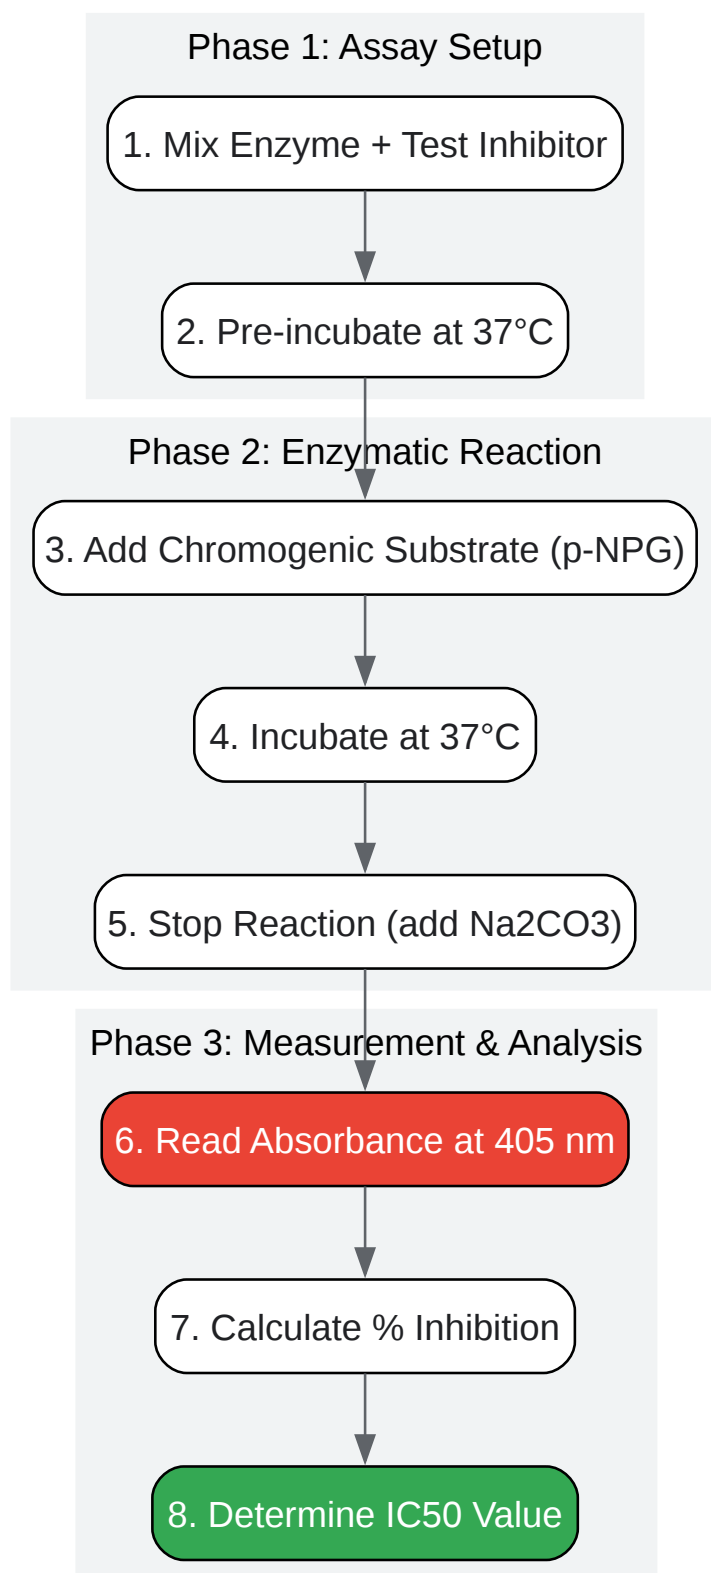 Phase 1: Assay Setup
1. Mix Enzyme + Test Inhibitor
2. Pre-incubate at 37°C
Phase 2: Enzymatic Reaction
3. Add Chromogenic Substrate (p-NPG)
4. Incubate at 37°C
5. Stop Reaction (add Na2CO3)
Phase 3: Measurement & Analysis
6. Read Absorbance at 405 nm
7. Calculate % Inhibition
8. Determine IC50 Value